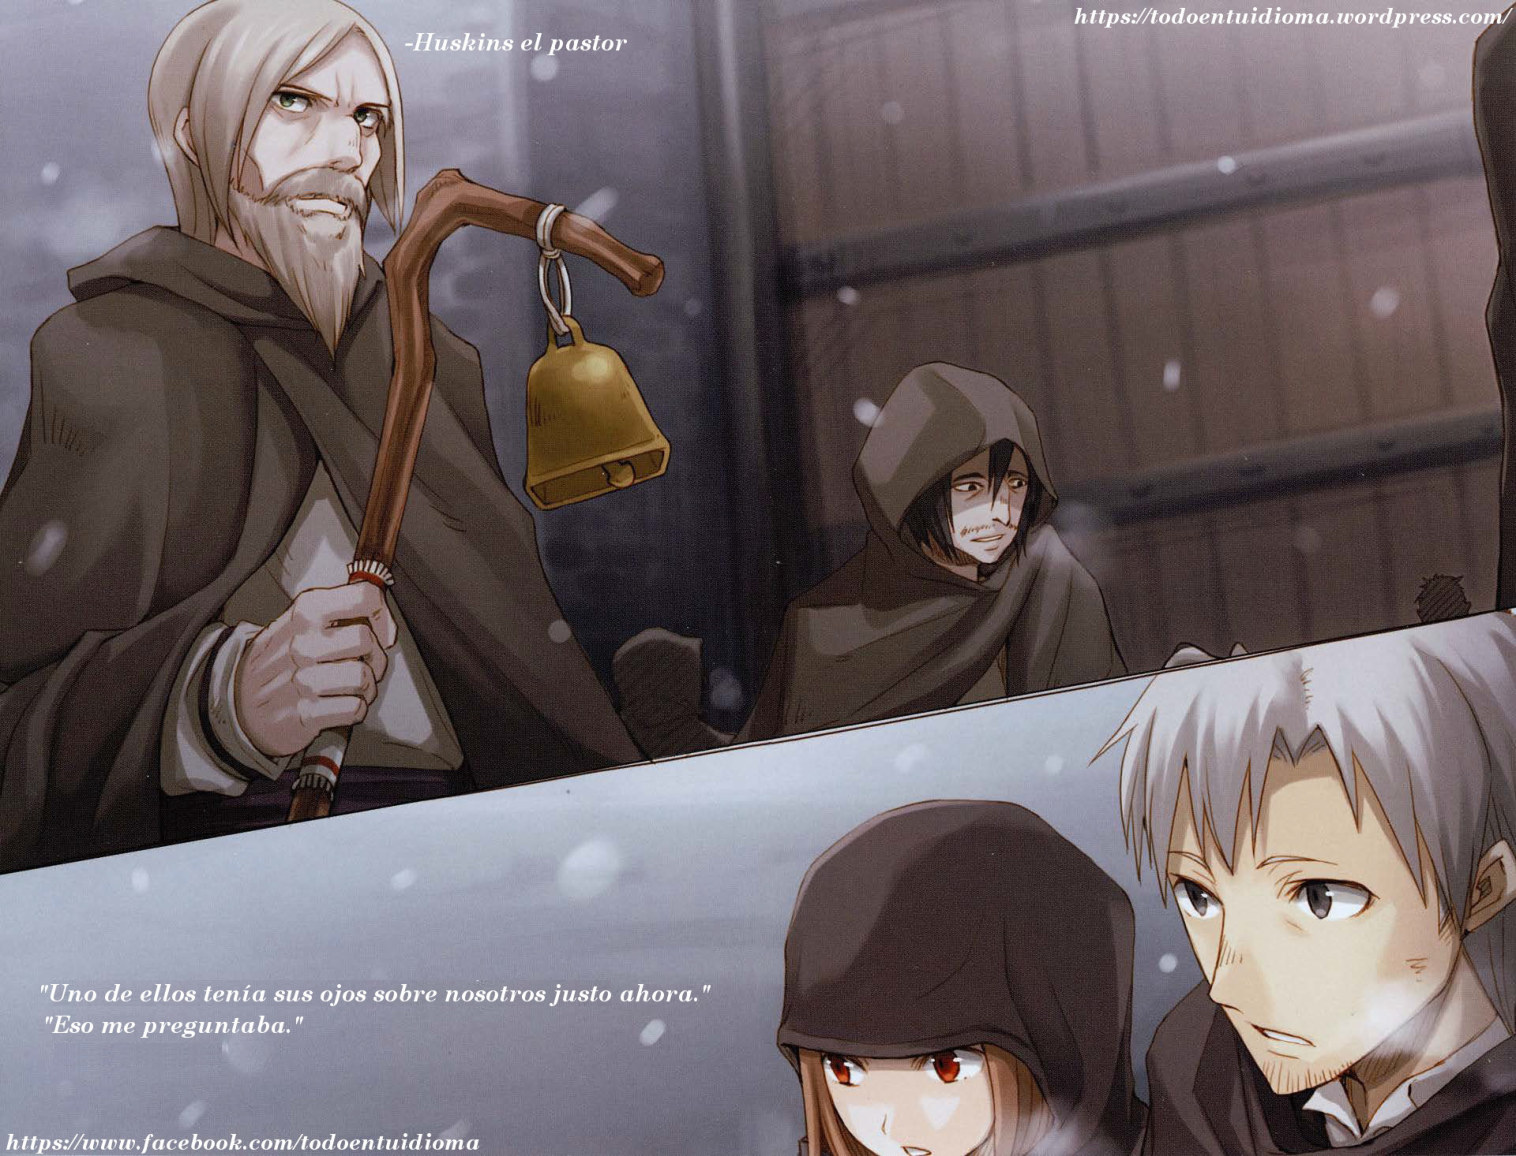 -Huskins el pastor
https://todoentuidioma.wordpress.com/
"Uno de ellos tenía sus ojos sobre nosotros justo ahora."
"Eso me preguntaba."
https://www.facebook.com/todoentuidioma